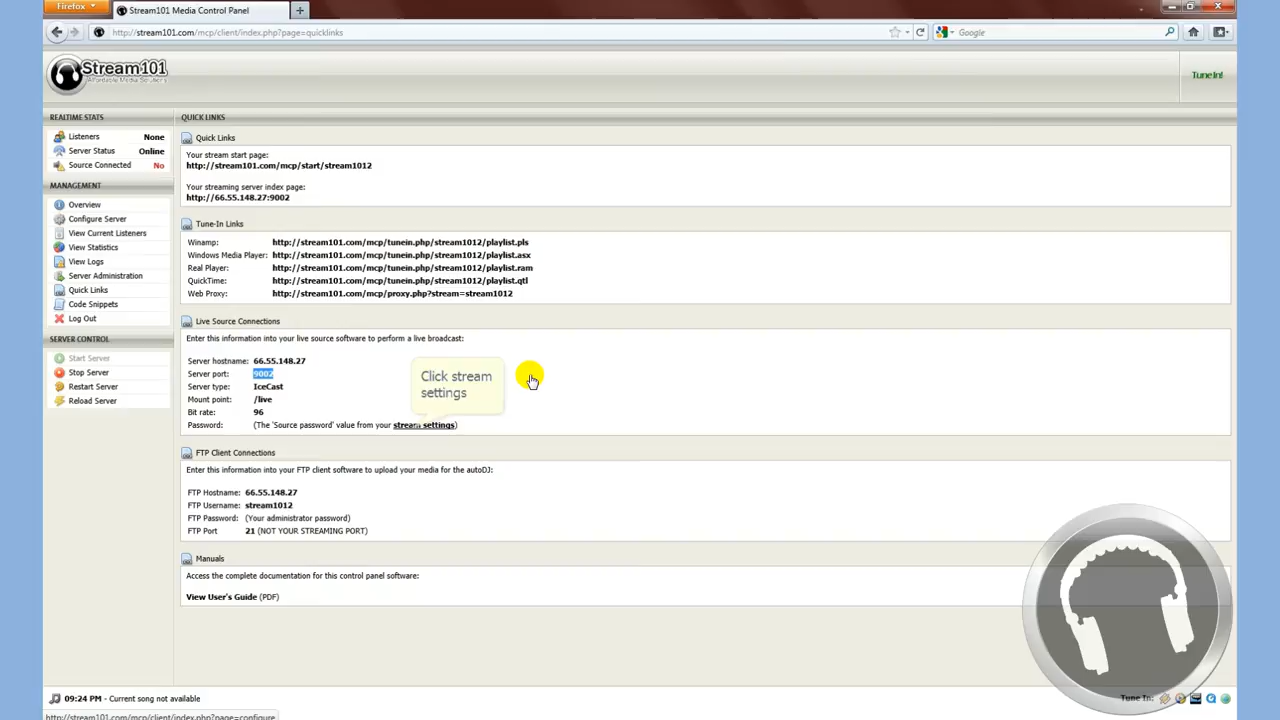 Firefox
Stream101 Media Control Panel
http://stream101.com/mcp/client/index.php?page=quicklinks
Google
Stream101
Affordable Media Solutions
TuneIn!
REALTIME STATS
Listeners None
Server Status Online
Source Connected No
MANAGEMENT
Overview
Configure Server
View Current Listeners
View Statistics
View Logs
Server Administration
Quick Links
Code Snippets
Log Out
SERVER CONTROL
Start Server
Stop Server
Restart Server
Reload Server
QUICK LINKS
Quick Links
Your stream start page:
http://stream101.com/mcp/start/stream1012
Your streaming server index page:
http://66.55.148.27:9002
Tune-In Links
Winamp: http://stream101.com/mcp/tunein.php/stream1012/playlist.pls
Windows Media Player: http://stream101.com/mcp/tunein.php/stream1012/playlist.asx
Real Player: http://stream101.com/mcp/tunein.php/stream1012/playlist.ram
QuickTime: http://stream101.com/mcp/tunein.php/stream1012/playlist.qtl
Web Proxy: http://stream101.com/mcp/proxy.php?stream=stream1012
Live Source Connections
Enter this information into your live source software to perform a live broadcast:
Server hostname: 66.55.148.27
Server port: 9002
Server type: IceCast
Mount point: /live
Bit rate: 96
Password: (The 'Source password' value from your stream settings)
Click stream
settings
FTP Client Connections
Enter this information into your FTP client software to upload your media for the autoDJ:
FTP Hostname: 66.55.148.27
FTP Username: stream1012
FTP Password: (Your administrator password)
FTP Port 21 (NOT YOUR STREAMING PORT)
Manuals
Access the complete documentation for this control panel software:
View User's Guide (PDF)
09:24 PM - Current song not available
Tune In:
http://stream101.com/mcp/client/index.php?page=configure